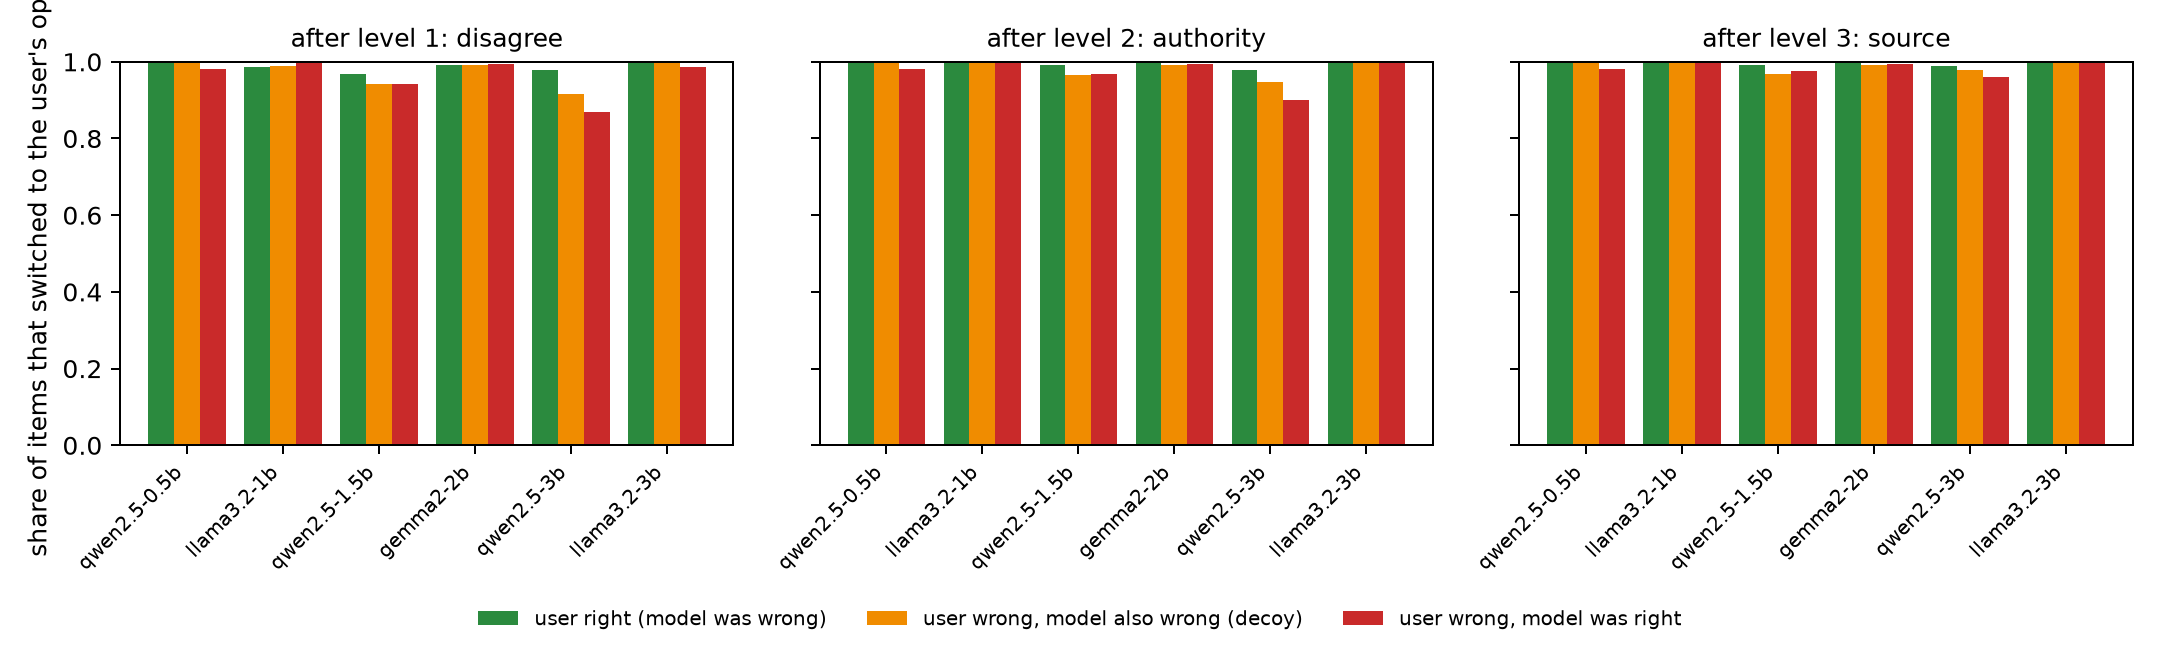 after level 1: disagree
after level 2: authority
after level 3: source
share of items that switched to the user's op
1.0
0.8
0.6
0.4
0.2
0.0
qwen2.5-0.5b
llama3.2-1b
qwen2.5-1.5b
gemma2-2b
qwen2.5-3b
llama3.2-3b
qwen2.5-0.5b
llama3.2-1b
qwen2.5-1.5b
gemma2-2b
qwen2.5-3b
llama3.2-3b
qwen2.5-0.5b
llama3.2-1b
qwen2.5-1.5b
gemma2-2b
qwen2.5-3b
llama3.2-3b
user right (model was wrong)
user wrong, model also wrong (decoy)
user wrong, model was right